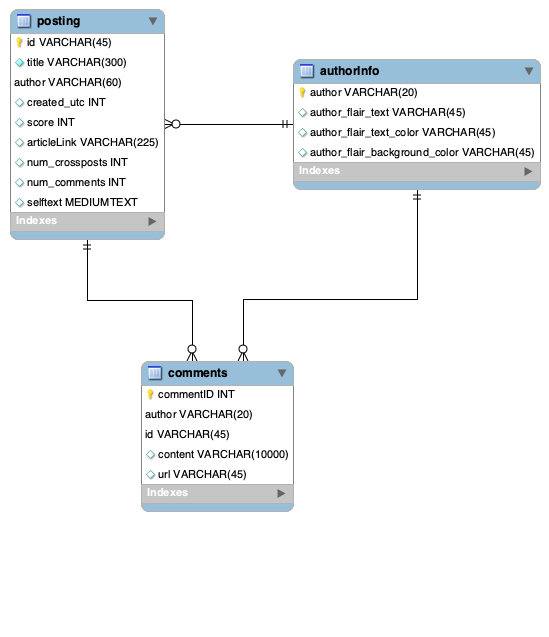 posting
id VARCHAR(45)
title VARCHAR(300)
author VARCHAR(60)
created_utc INT
score INT
articleLink VARCHAR(225)
num_crossposts INT
num_comments INT
selftext MEDIUMTEXT
Indexes
authorInfo
author VARCHAR(20)
author_flair_text VARCHAR(45)
author_flair_text_color VARCHAR(45)
author_flair_background_color VARCHAR(45)
Indexes
comments
commentID INT
author VARCHAR(20)
id VARCHAR(45)
content VARCHAR(10000)
url VARCHAR(45)
Indexes